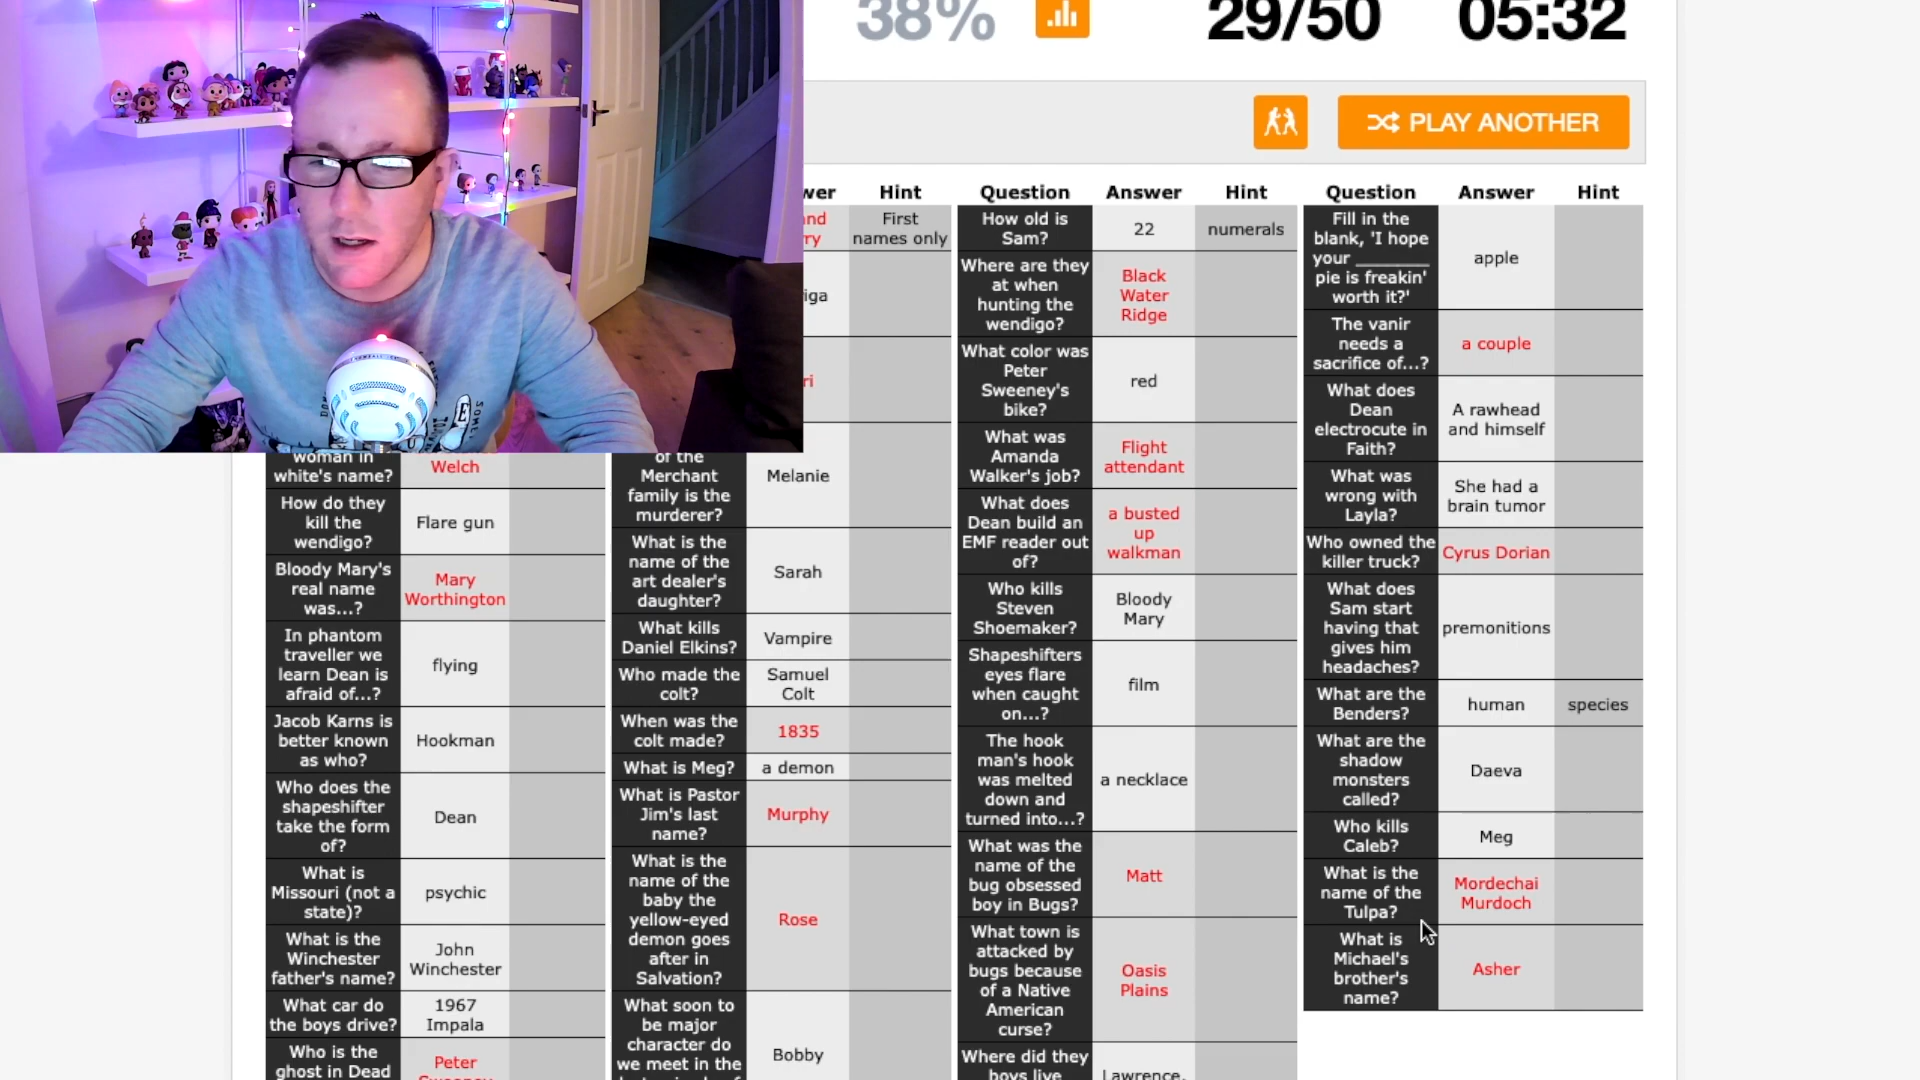 38%
29/50
05:32
PLAY ANOTHER
Hint
First
names only
woman in
white's name?
Welch
How do they
kill the
wendigo?
Flare gun
Bloody Mary's
real name
was...?
Mary
Worthington
In phantom
traveller we
learn Dean is
afraid of...?
flying
Jacob Karns is
better known
as who?
Hookman
Who does the
shapeshifter
take the form
of?
Dean
What is
Missouri (not a
state)?
psychic
What is the
Winchester
father's name?
John
Winchester
What car do
the boys drive?
1967
Impala
Who is the
ghost in Dead
Peter
of the
Merchant
family is the
murderer?
Melanie
What is the
name of the
art dealer's
daughter?
Sarah
What kills
Daniel Elkins?
Vampire
Who made the
colt?
Samuel
Colt
When was the
colt made?
1835
What is Meg?
a demon
What is Pastor
Jim's last
name?
Murphy
What is the
name of the
baby the
yellow-eyed
demon goes
after in
Salvation?
Rose
What soon to
be major
character do
we meet in the
Bobby
Question
Answer
Hint
How old is
Sam?
22
numerals
Where are they
at when
hunting the
wendigo?
Black
Water
Ridge
What color was
Peter
Sweeney's
bike?
red
What was
Amanda
Walker's job?
Flight
attendant
What does
Dean build an
EMF reader out
of?
a busted
up
walkman
Who kills
Steven
Shoemaker?
Bloody
Mary
Shapeshifters
eyes flare
when caught
on...?
film
The hook
man's hook
was melted
down and
turned into...?
a necklace
What was the
name of the
bug obsessed
boy in Bugs?
Matt
What town is
attacked by
bugs because
of a Native
American
curse?
Oasis
Plains
Where did they
boys live
Lawrence,
Question
Answer
Hint
Fill in the
blank, 'I hope
your ________
pie is freakin'
worth it?'
apple
The vanir
needs a
sacrifice of...?
a couple
What does
Dean
electrocute in
Faith?
A rawhead
and himself
What was
wrong with
Layla?
She had a
brain tumor
Who owned the
killer truck?
Cyrus Dorian
What does
Sam start
having that
gives him
headaches?
premonitions
What are the
Benders?
human
species
What are the
shadow
monsters
called?
Daeva
Who kills
Caleb?
Meg
What is the
name of the
Tulpa?
Mordechai
Murdoch
What is
Michael's
brother's
name?
Asher